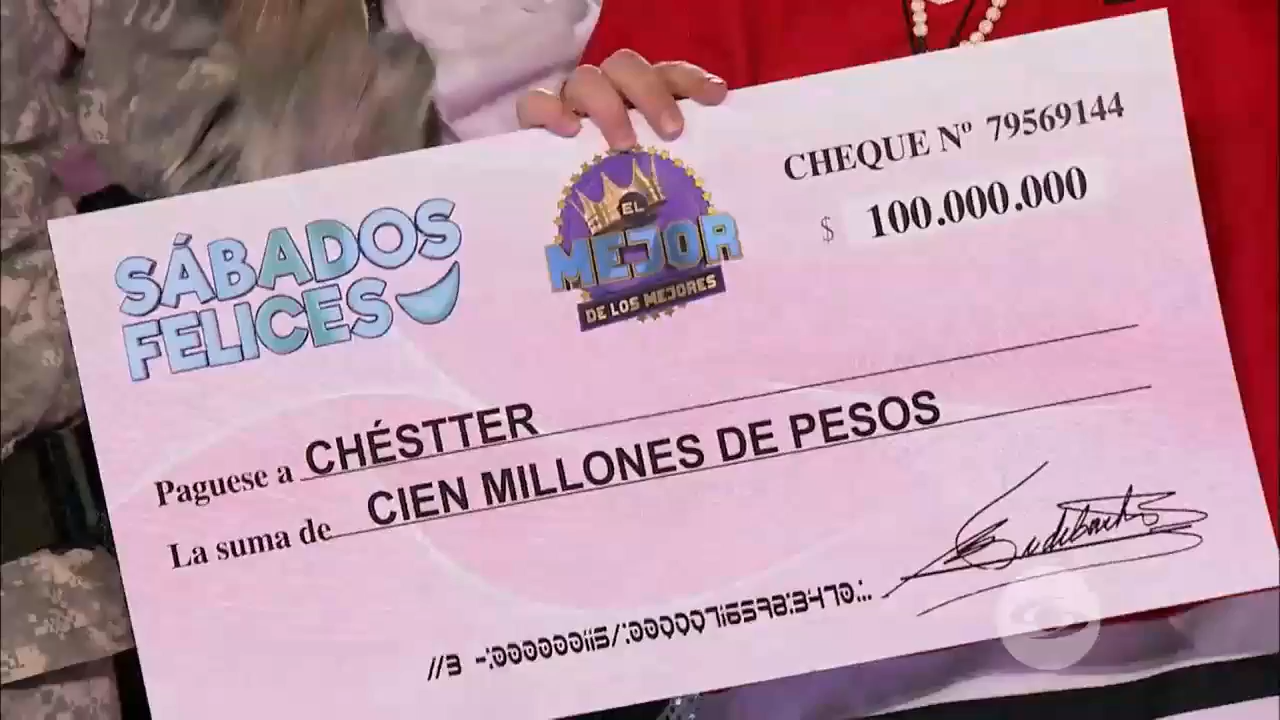 CHEQUE Nº 79569144
$ 100.000.000
SÁBADOS
FELICES
EL
MEJOR
DE LOS MEJORES
Paguese a CHÉSTTER
La suma de CIEN MILLONES DE PESOS